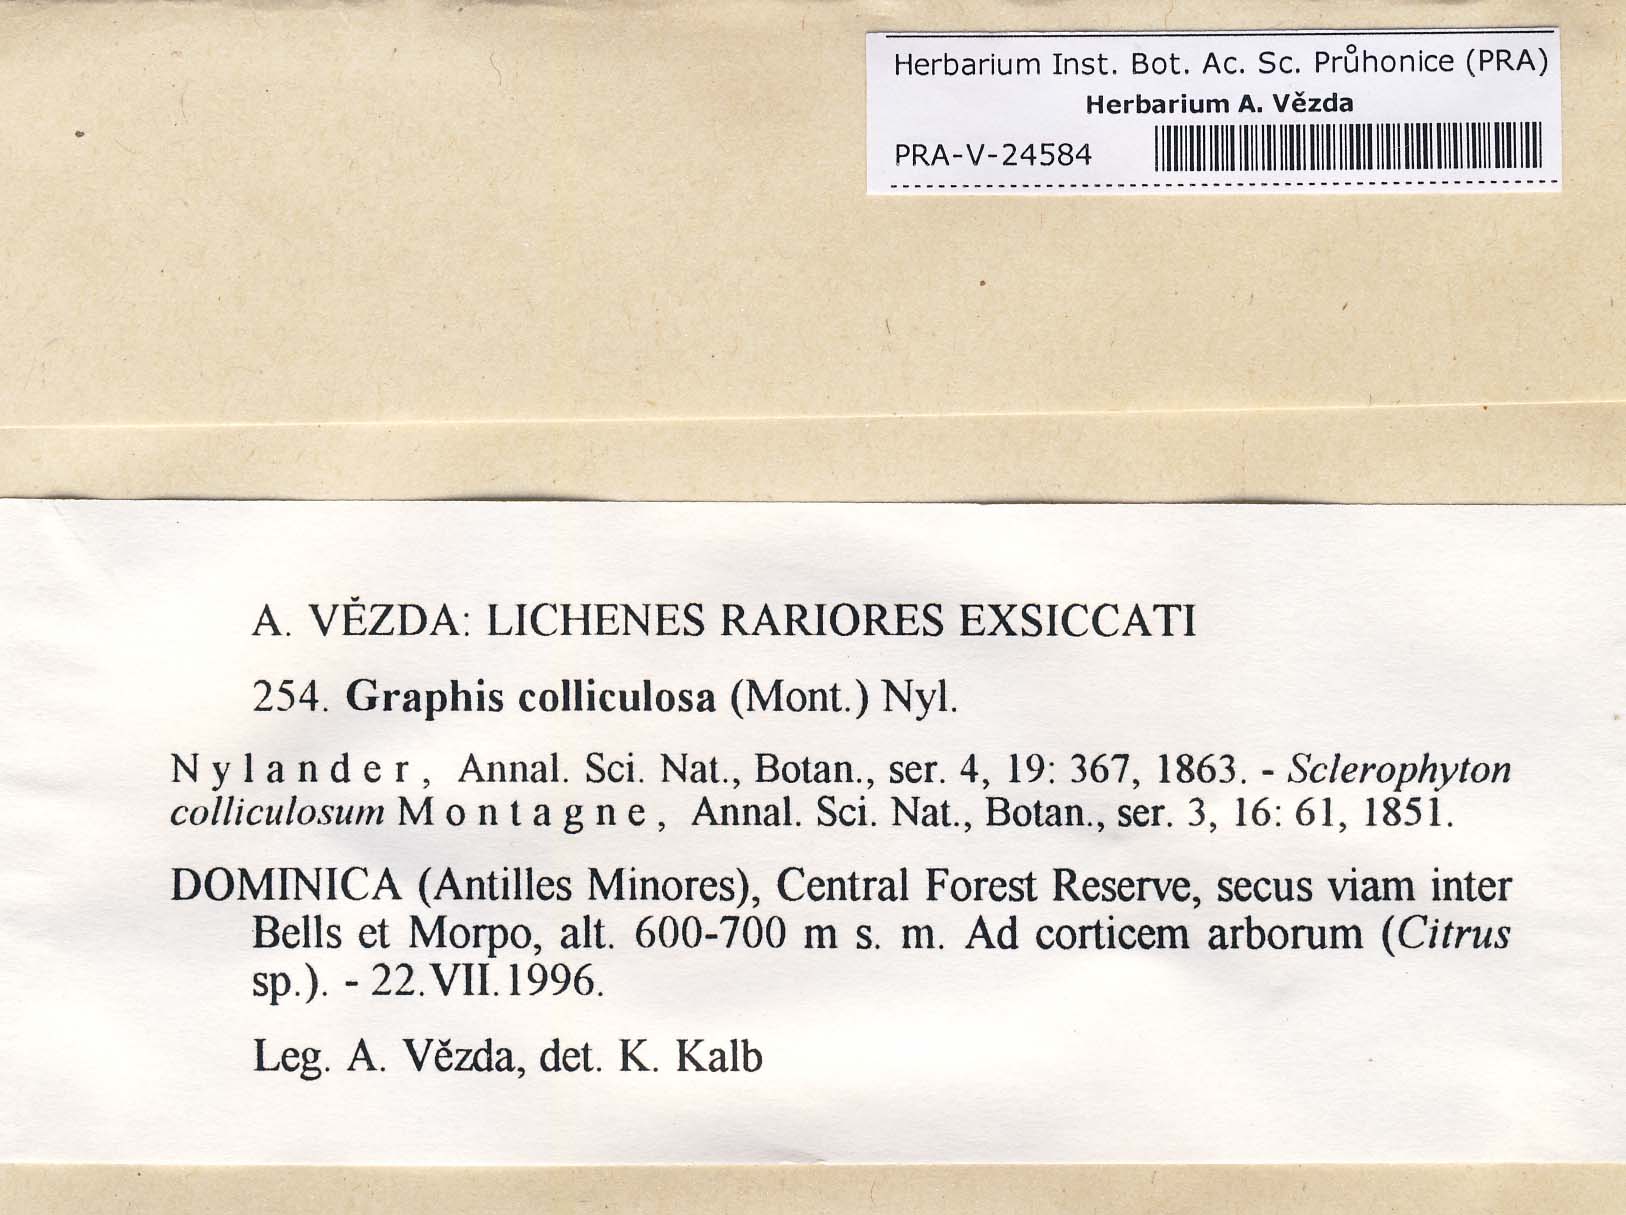 Herbarium Inst. Bot. Ac. Sc. Průhonice (PRA)
Herbarium A. Vězda
PRA-V-24584
A. VĚZDA: LICHENES RARIORES EXSICCATI
254. Graphis colliculosa (Mont.) Nyl.
Nylander, Annal. Sci. Nat., Botan., ser. 4, 19: 367, 1863. - Sclerophyton
colliculosum Montagne, Annal. Sci. Nat., Botan., ser. 3, 16: 61, 1851.
DOMINICA (Antilles Minores), Central Forest Reserve, secus viam inter
Bells et Morpo, alt. 600-700 m s. m. Ad corticem arborum (Citrus
sp.). - 22.VII.1996.
Leg. A. Vězda, det. K. Kalb